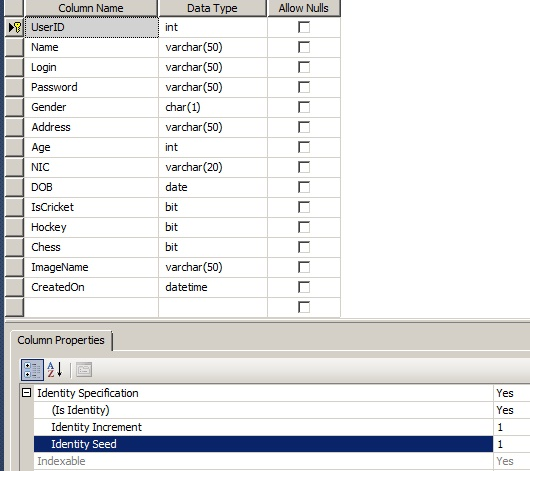 Column Name Data Type Allow Nulls
UserID int
Name varchar(50)
Login varchar(50)
Password varchar(50)
Gender char(1)
Address varchar(50)
Age int
NIC varchar(20)
DOB date
IsCricket bit
Hockey bit
Chess bit
ImageName varchar(50)
CreatedOn datetime
Column Properties
Identity Specification Yes
(Is Identity) Yes
Identity Increment 1
Identity Seed 1
Indexable Yes